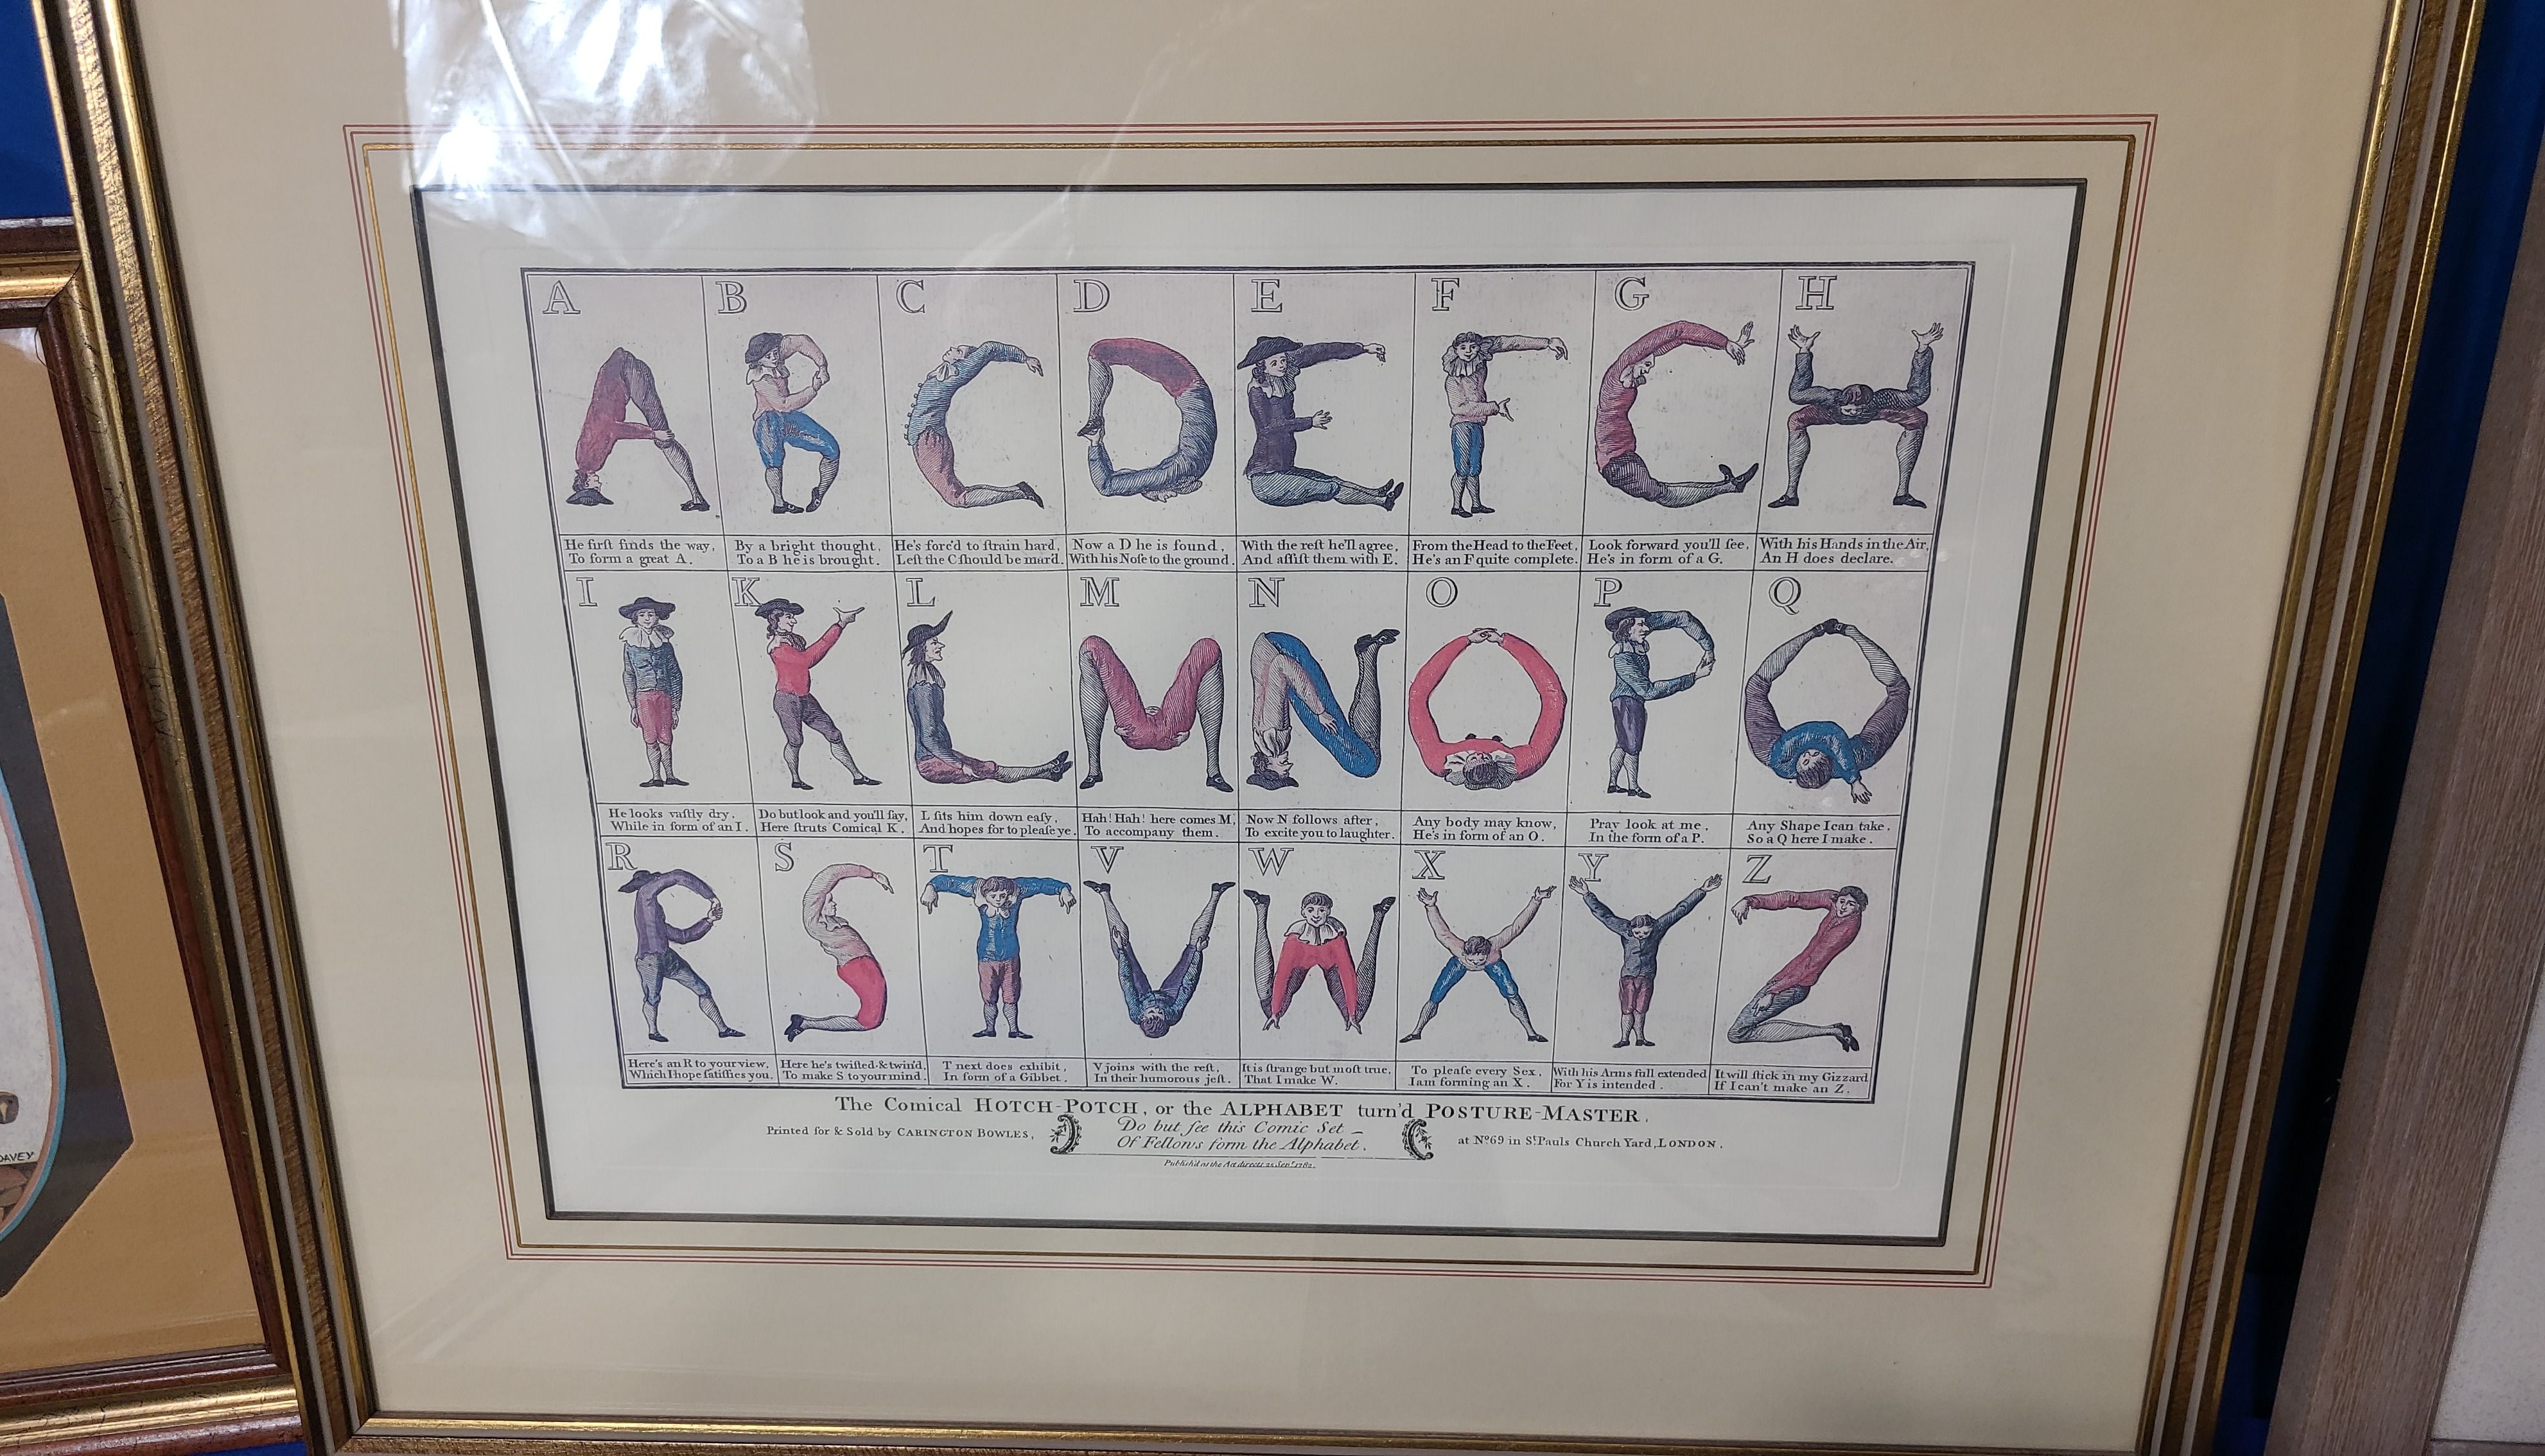 A B C D E F G H
He firſt finds the way,
To form a great A.
By a bright thought,
To a B he is brought.
He's forc'd to ſtrain hard,
Leſt the C ſhould be mar'd.
Now a D he is found,
With his Noſe to the ground.
With the reſt he'll agree,
And aſſiſt them with E.
From the Head to the Feet,
He's an F quite complete.
Look forward you'll ſee,
He's in form of a G.
With his Hands in the Air,
An H does declare.
I K L M N O P Q
He looks vaſtly dry.
While in form of an I.
Do but look and you'll ſay,
Here ſtruts Comical K.
L ſits him down eaſy,
And hopes for to pleaſe ye.
Hah! Hah! here comes M,
To accompany them.
Now N follows after,
To excite you to laughter.
Any body may know,
He's in form of an O.
Pray look at me,
In the form of a P.
Any Shape I can take.
So a Q here I make.
R S T V W X Y Z
Here's an R to your view,
Which I hope ſatiſfies you.
Here he's twiſted & twin'd,
To make S to your mind.
T next does exhibit,
In form of a Gibbet.
V joins with the reſt,
In their humorous jeſt.
It is ſtrange but moſt true,
That I make W.
To pleaſe every Sex,
I am forming an X.
With his Arms full extended
For Y is intended.
It will ſtick in my Gizzard
If I can't make an Z.
The Comical HOTCH-POTCH, or the ALPHABET turn'd POSTURE-MASTER.
Do but ſee this Comic Set –
Of Fellows form the Alphabet.
Printed for & Sold by CARINGTON BOWLES,
at No. 69 in St. Pauls Church Yard, LONDON.
Publish'd as the Act directs 25 Sepr. 1782.
DAVEY